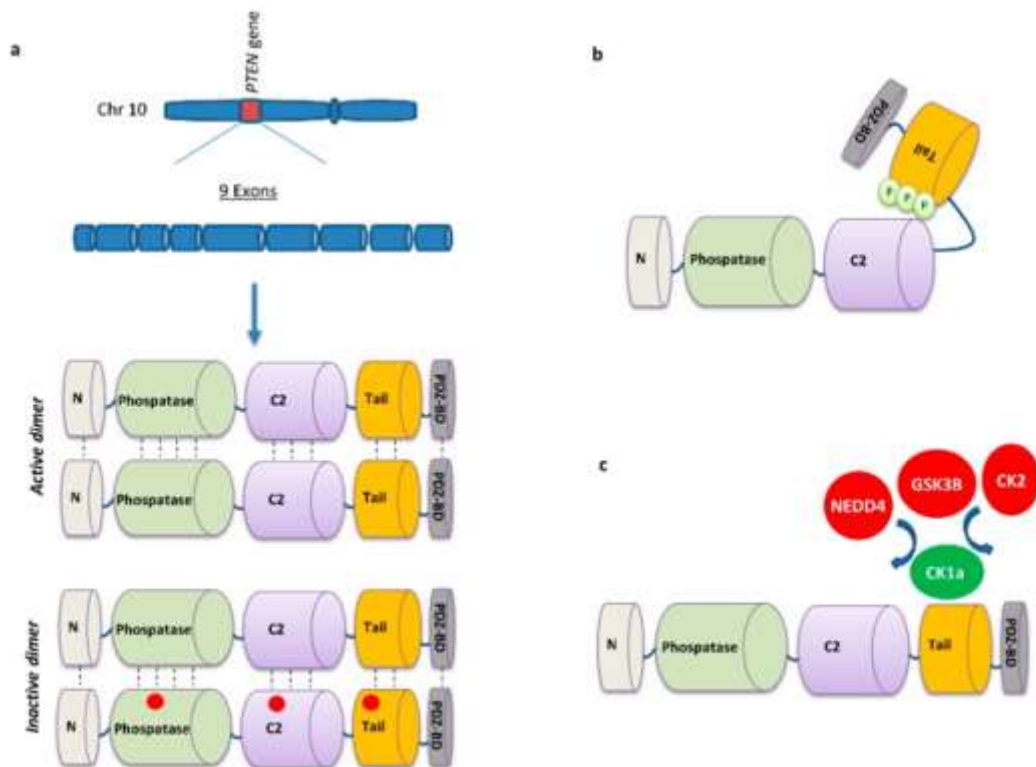 a
PTEN gene
Chr 10
9 Exons
Active dimer
N
Phospatase
C2
Tail
PDZ-BD
N
Phospatase
C2
Tail
PDZ-BD
Inactive dimer
N
Phospatase
C2
Tail
PDZ-BD
N
Phospatase
C2
Tail
PDZ-BD
b
PDZ-BD
Tail
P P P
N
Phospatase
C2
c
NEDD4
GSK3B
CK2
CK1a
N
Phospatase
C2
Tail
PDZ-BD